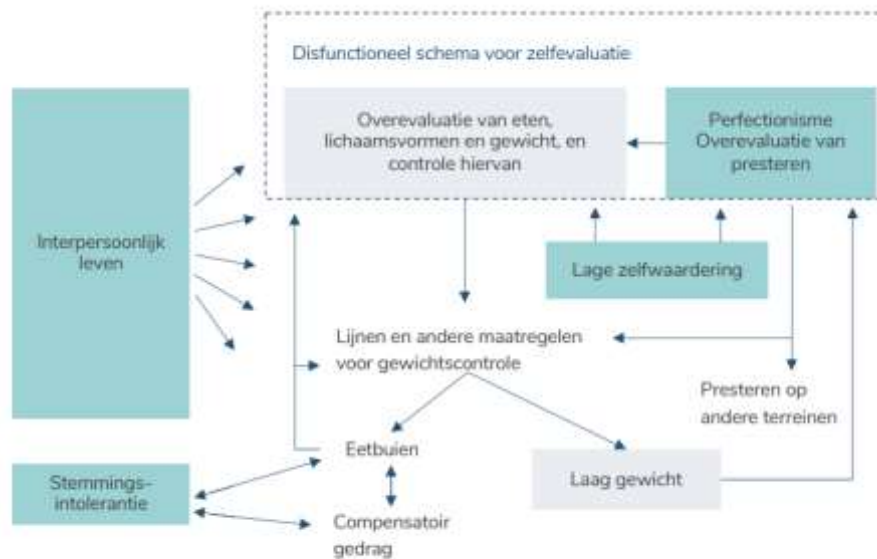 Disfunctioneel schema voor zelfevaluatie
Overevaluatie van eten,
lichaamsvormen en gewicht, en
controle hiervan
Perfectionisme
Overevaluatie van
presteren
Interpersoonlijk
leven
Lage zelfwaardering
Lijnen en andere maatregelen
voor gewichtscontrole
Presteren op
andere terreinen
Eetbuien
Laag gewicht
Stemmings-
intolerantie
Compensatoir
gedrag